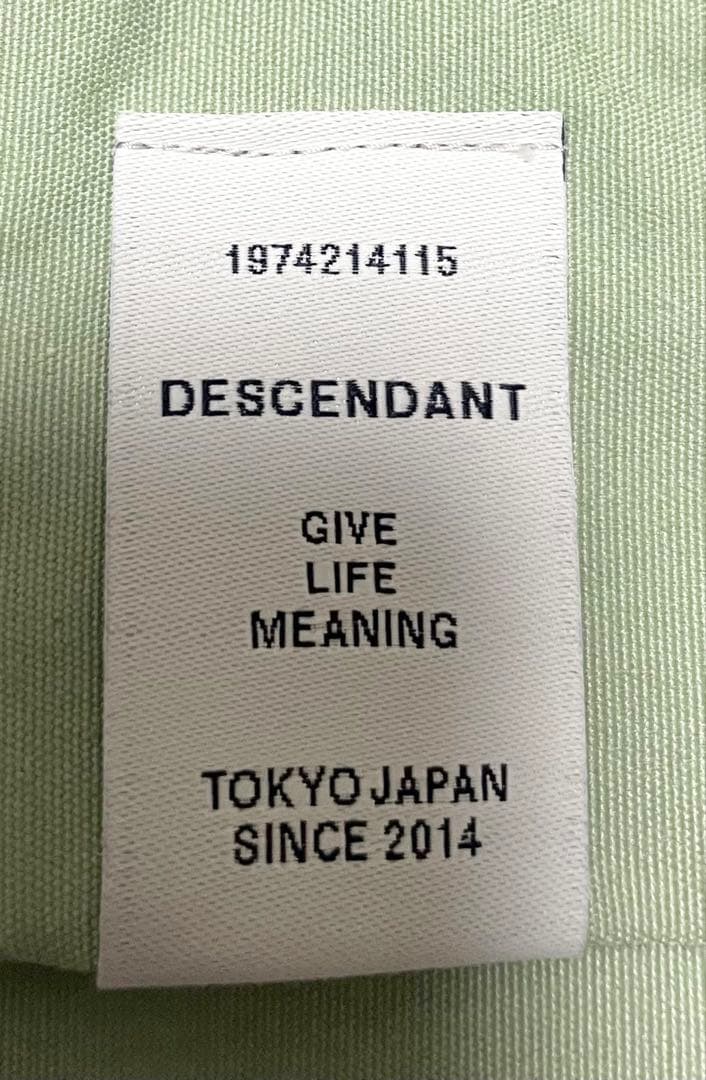 1974214115
DESCENDANT
GIVE
LIFE
MEANING
TOKYO JAPAN
SINCE 2014